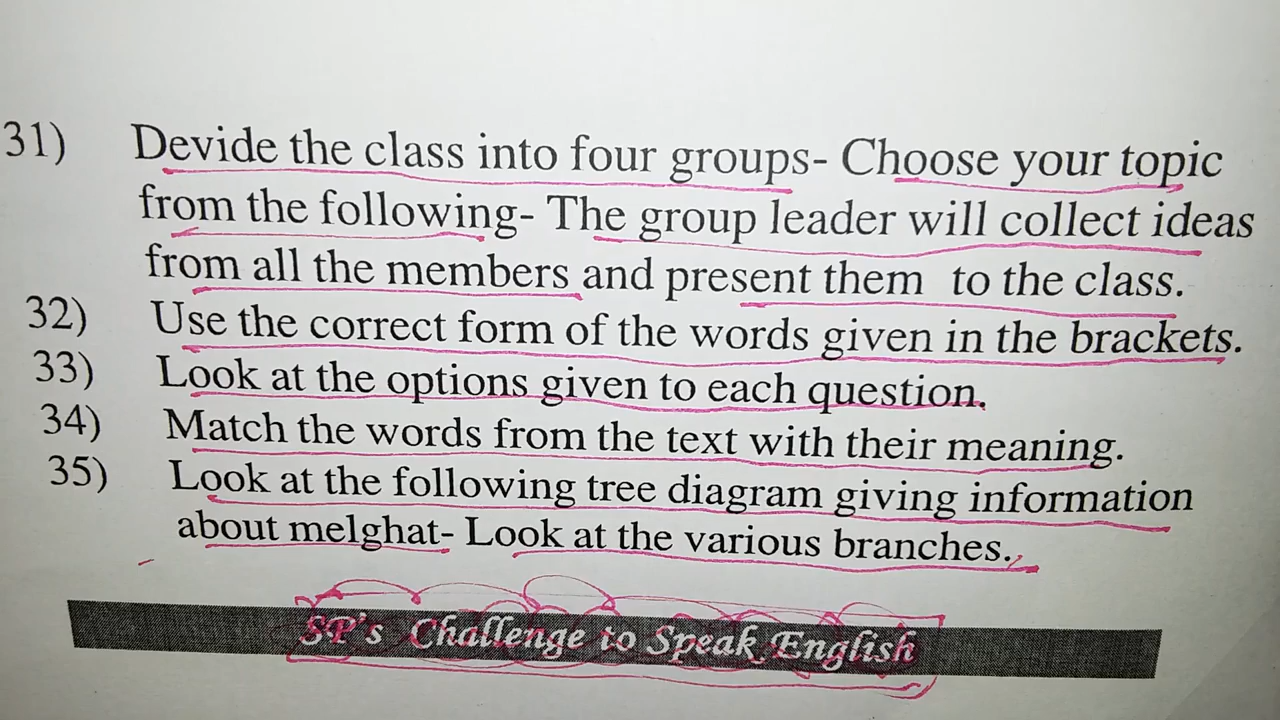 31) Devide the class into four groups- Choose your topic
from the following- The group leader will collect ideas
from all the members and present them to the class.
32) Use the correct form of the words given in the brackets.
33) Look at the options given to each question.
34) Match the words from the text with their meaning.
35) Look at the following tree diagram giving information
about melghat- Look at the various branches.
SP's Challenge to Speak English